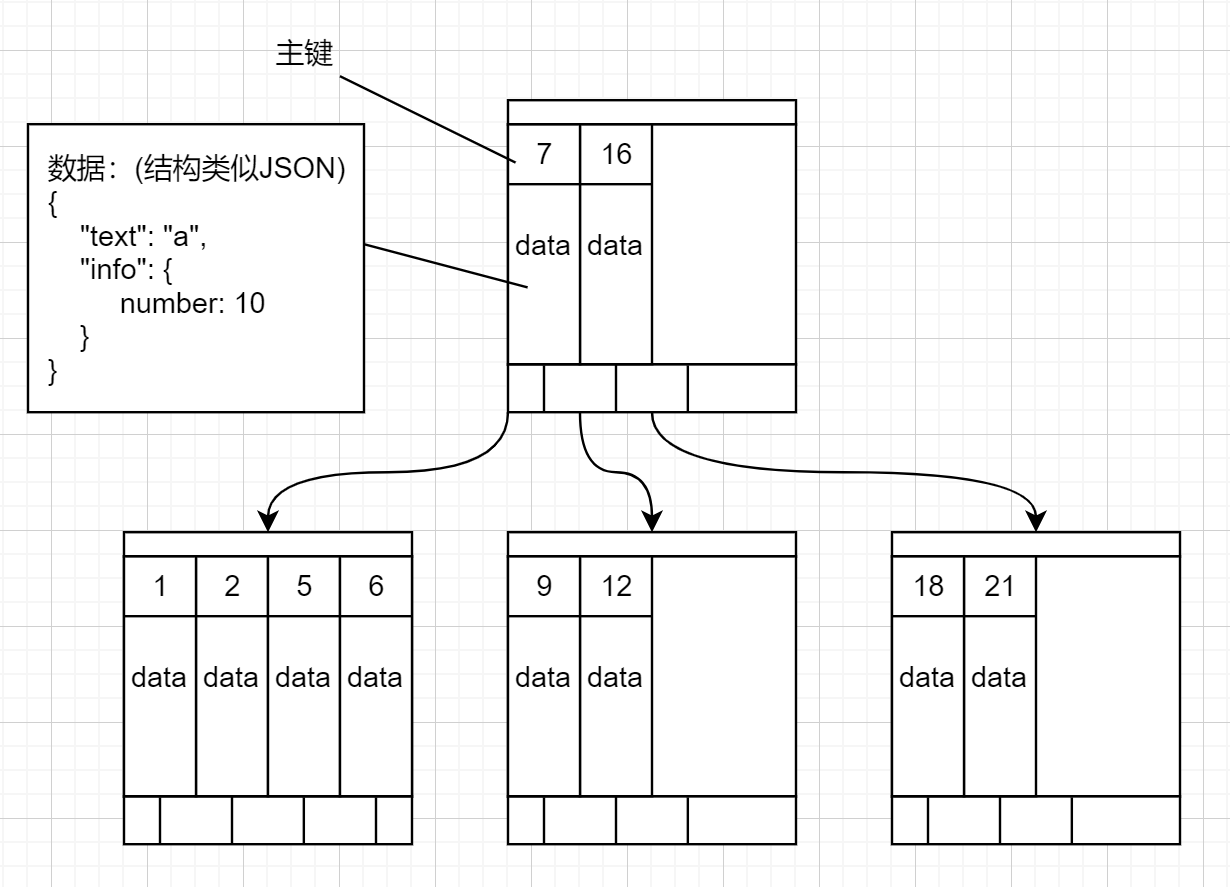 主键
数据：(结构类似JSON)
{
"text": "a",
"info": {
number: 10
}
}
7 16
data data
1 2 5 6
data data data data
9 12
data data
18 21
data data